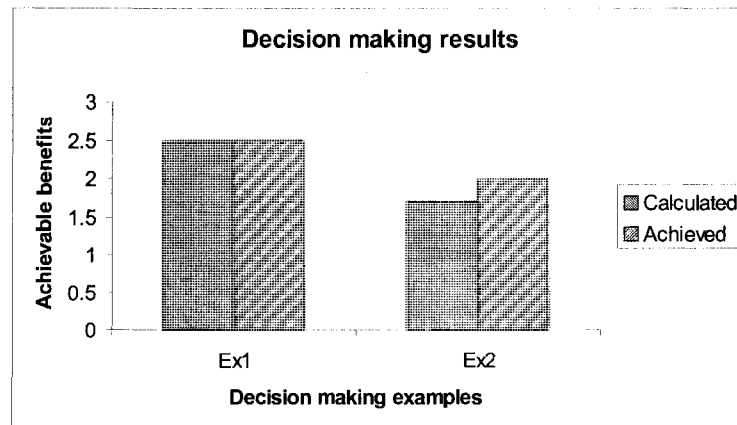 Decision making results
Achievable benefits
3
2.5
2
1.5
1
0.5
0
Ex1
Ex2
Decision making examples
Calculated
Achieved